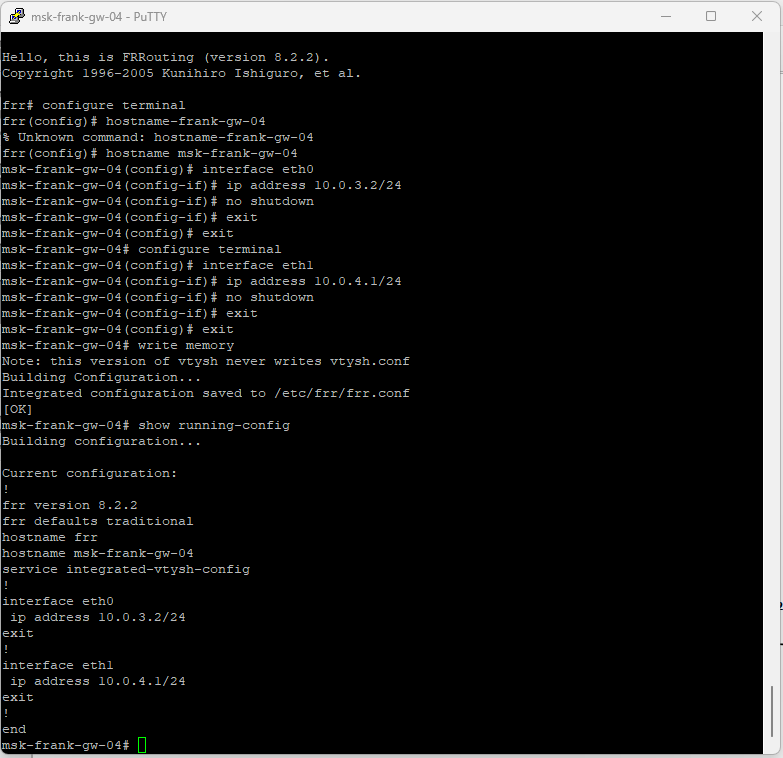 msk-frank-gw-04 - PuTTY
Hello, this is FRRouting (version 8.2.2).
Copyright 1996-2005 Kunihiro Ishiguro, et al.
frr# configure terminal
frr(config)# hostname-frank-gw-04
% Unknown command: hostname-frank-gw-04
frr(config)# hostname msk-frank-gw-04
msk-frank-gw-04(config)# interface eth0
msk-frank-gw-04(config-if)# ip address 10.0.3.2/24
msk-frank-gw-04(config-if)# no shutdown
msk-frank-gw-04(config-if)# exit
msk-frank-gw-04(config)# exit
msk-frank-gw-04# configure terminal
msk-frank-gw-04(config)# interface eth1
msk-frank-gw-04(config-if)# ip address 10.0.4.1/24
msk-frank-gw-04(config-if)# no shutdown
msk-frank-gw-04(config-if)# exit
msk-frank-gw-04(config)# exit
msk-frank-gw-04# write memory
Note: this version of vtysh never writes vtysh.conf
Building Configuration...
Integrated configuration saved to /etc/frr/frr.conf
[OK]
msk-frank-gw-04# show running-config
Building configuration...
Current configuration:
!
frr version 8.2.2
frr defaults traditional
hostname frr
hostname msk-frank-gw-04
service integrated-vtysh-config
!
interface eth0
 ip address 10.0.3.2/24
exit
!
interface eth1
 ip address 10.0.4.1/24
exit
!
end
msk-frank-gw-04#